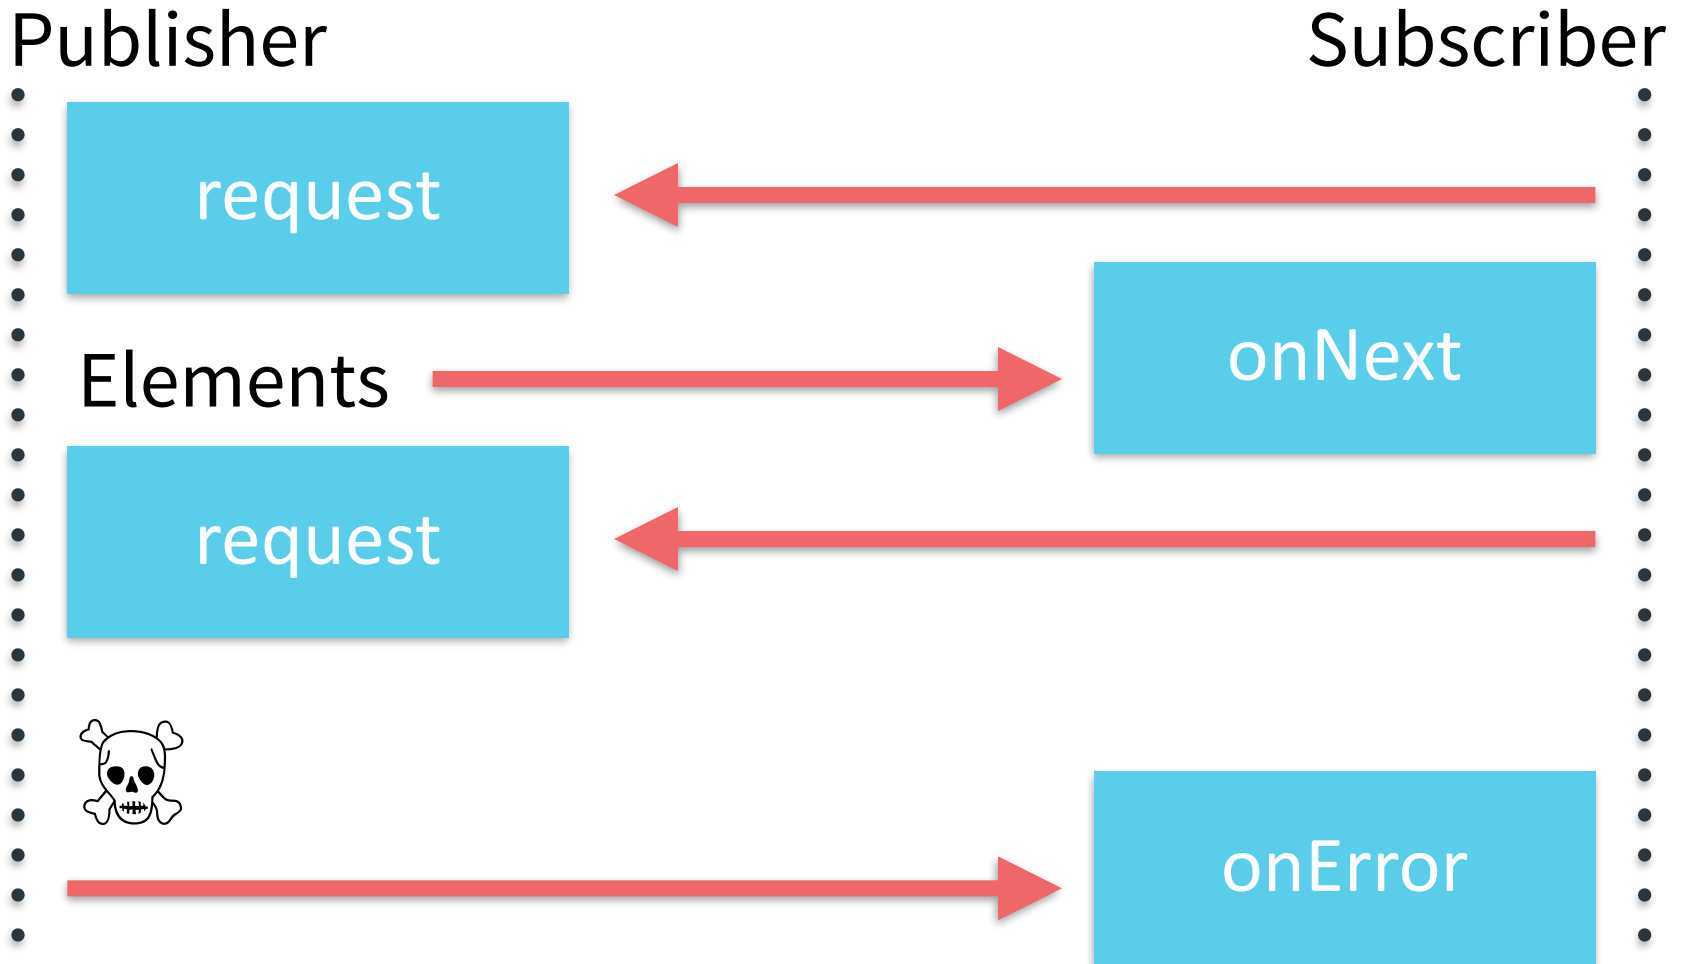 Publisher
Subscriber
request
onNext
Elements
request
onError